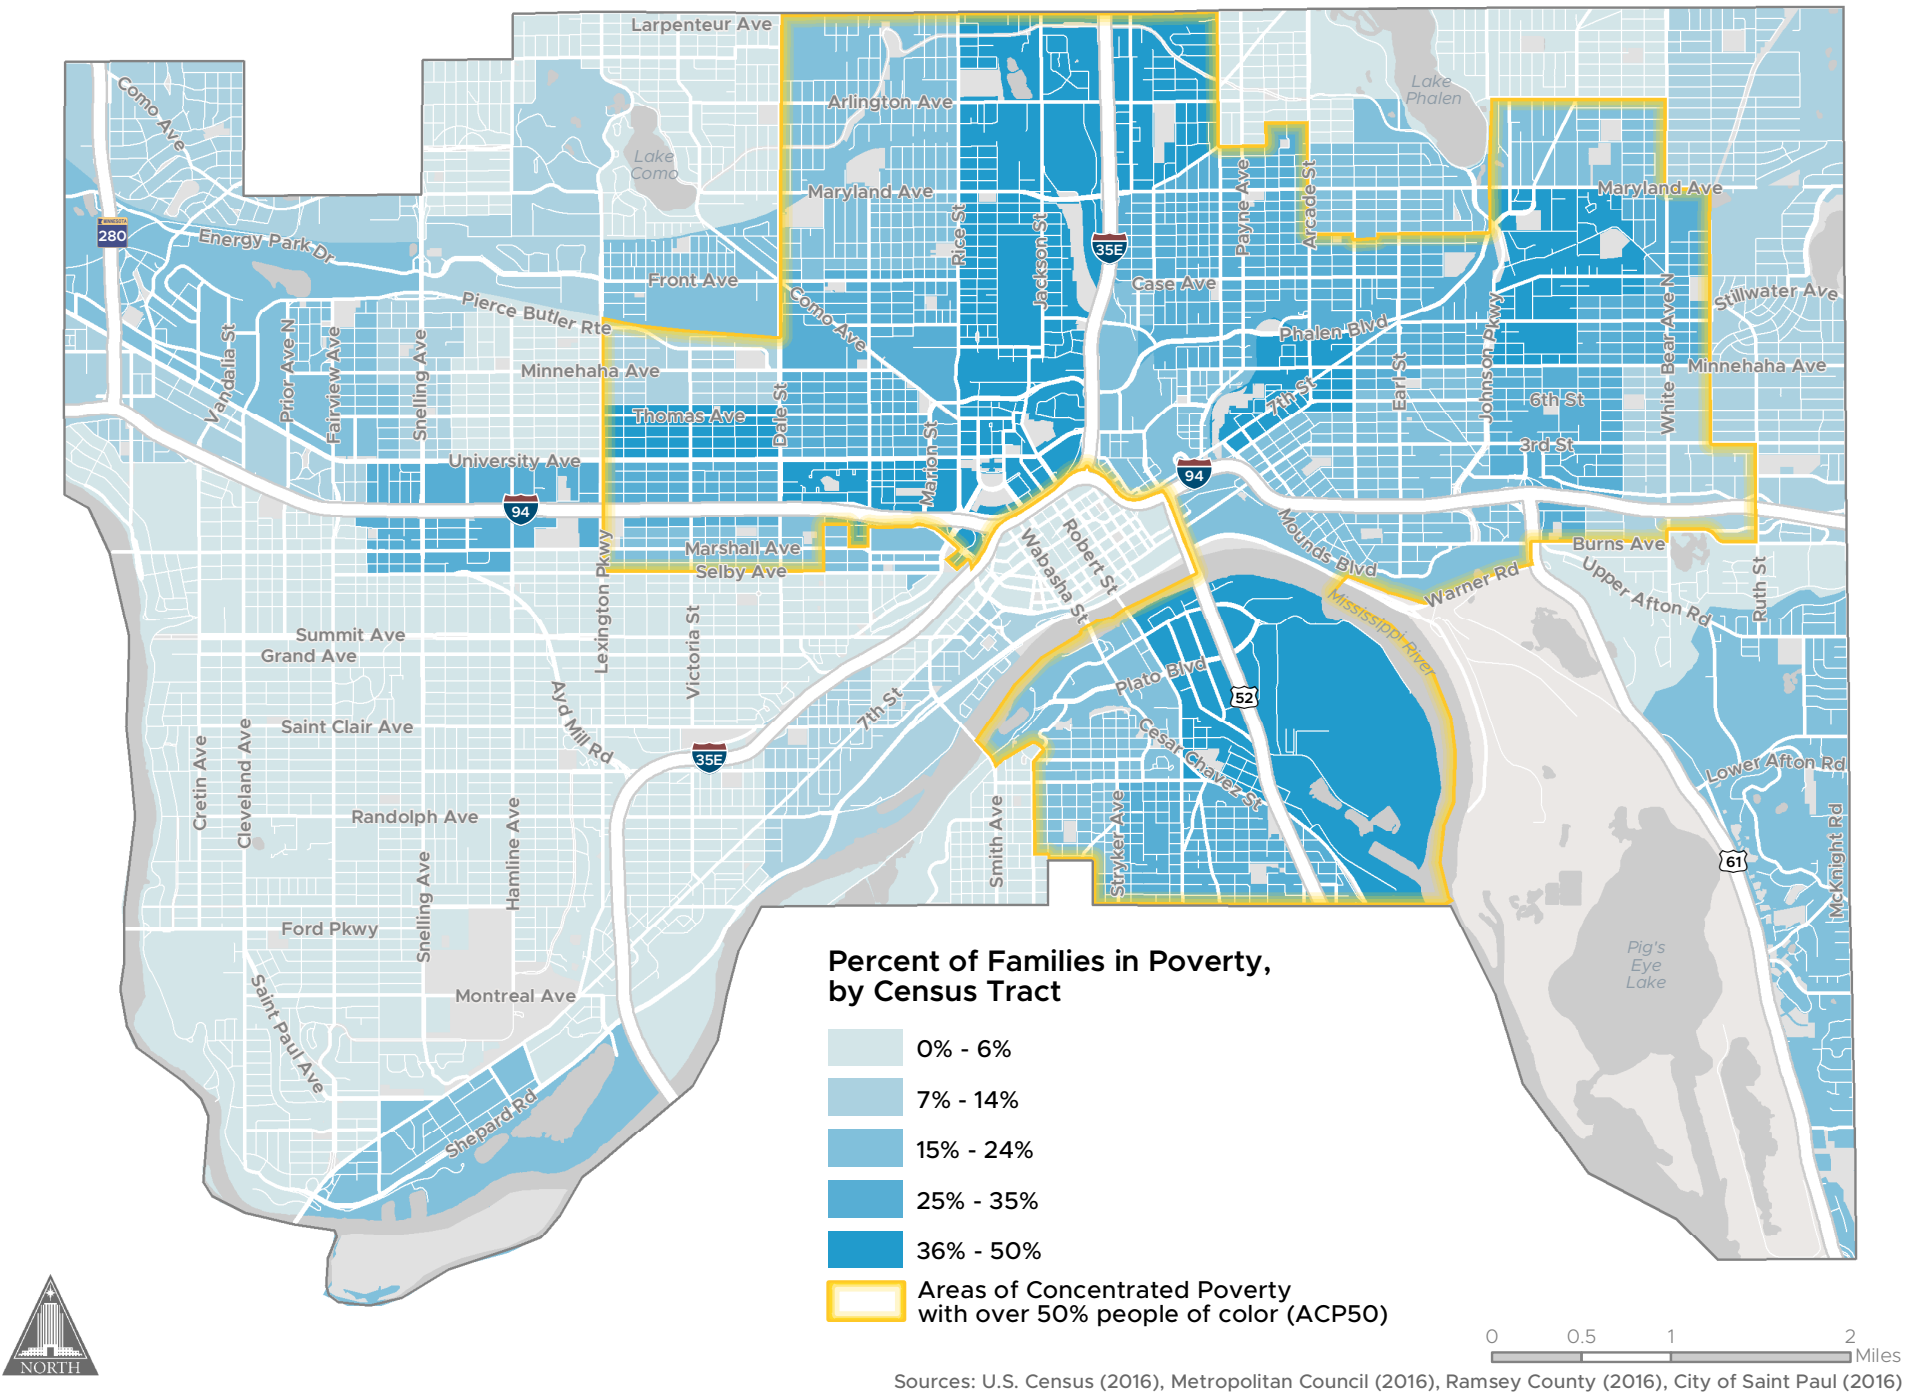 Larpenteur Ave
Como Ave
Lake
Phalen
Arlington Ave
Lake
Como
Maryland Ave
Maryland Ave
MINNESOTA
280
Energy Park Dr
Rice St
Jackson St
35E
Payne Ave
Arcade St
Front Ave
Case Ave
Stillwater Ave
Pierce Butler Rte
Como Ave
Phalen Blvd
Johnson Pkwy
White Bear Ave N
Vandalia St
Prior Ave N
Fairview Ave
Snelling Ave
Minnehaha Ave
Minnehaha Ave
Dale St
Earl St
7th St
6th St
Thomas Ave
Marion St
3rd St
University Ave
94
94
Lexington Pkwy
Marshall Ave
Selby Ave
Wabasha St
Robert St
Mounds Blvd
Burns Ave
Warner Rd
Upper Afton Rd
Ruth St
Mississippi River
Summit Ave
Grand Ave
Victoria St
Plato Blvd
52
Ayd Mill Rd
7th St
Saint Clair Ave
Cesar Chavez St
35E
Lower Afton Rd
Cretin Ave
Cleveland Ave
Randolph Ave
Hamline Ave
Smith Ave
Stryker Ave
McKnight Rd
61
Snelling Ave
Ford Pkwy
Pig's
Eye
Lake
Saint Paul Ave
Montreal Ave
Shepard Rd
Percent of Families in Poverty,
by Census Tract
0% - 6%
7% - 14%
15% - 24%
25% - 35%
36% - 50%
Areas of Concentrated Poverty
with over 50% people of color (ACP50)
0 0.5 1 2
Miles
NORTH
Sources: U.S. Census (2016), Metropolitan Council (2016), Ramsey County (2016), City of Saint Paul (2016)